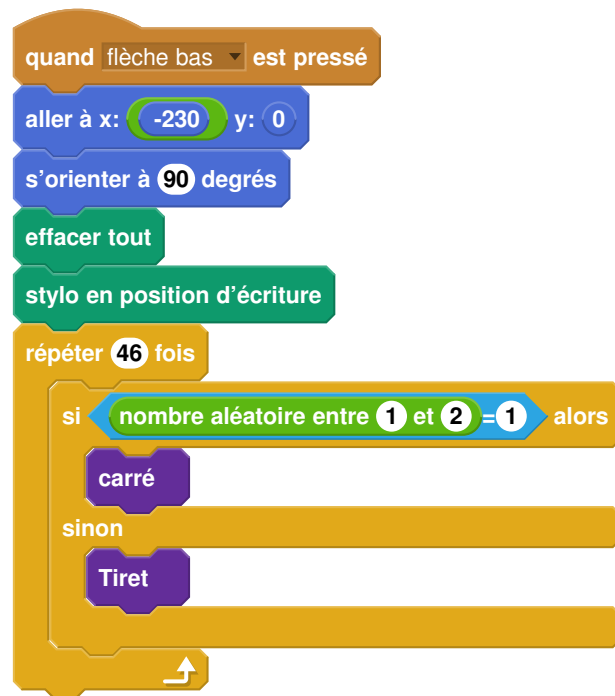 quand flèche bas est pressé
aller à x: -230 y: 0
s'orienter à 90 degrés
effacer tout
stylo en position d'écriture
répéter 46 fois
si nombre aléatoire entre 1 et 2 = 1 alors
carré
sinon
Tiret